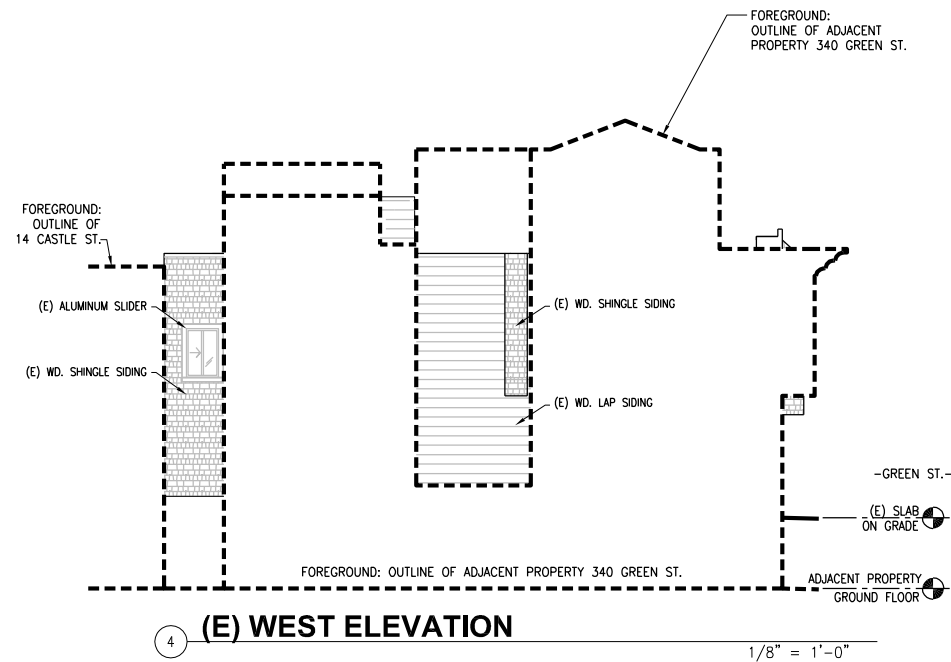 FOREGROUND:
OUTLINE OF ADJACENT
PROPERTY 340 GREEN ST.
FOREGROUND:
OUTLINE OF
14 CASTLE ST.
(E) ALUMINUM SLIDER
(E) WD. SHINGLE SIDING
(E) WD. SHINGLE SIDING
(E) WD. LAP SIDING
-GREEN ST.-
(E) SLAB
ON GRADE
FOREGROUND: OUTLINE OF ADJACENT PROPERTY 340 GREEN ST.
ADJACENT PROPERTY
GROUND FLOOR
4
(E) WEST ELEVATION
1/8" = 1'-0"